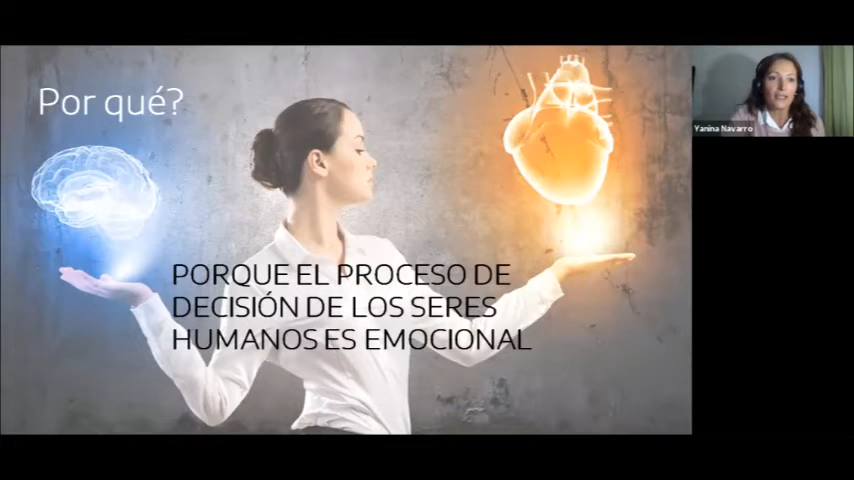 Por qué?
PORQUE EL PROCESO DE
DECISIÓN DE LOS SERES
HUMANOS ES EMOCIONAL
Yanina Navarro